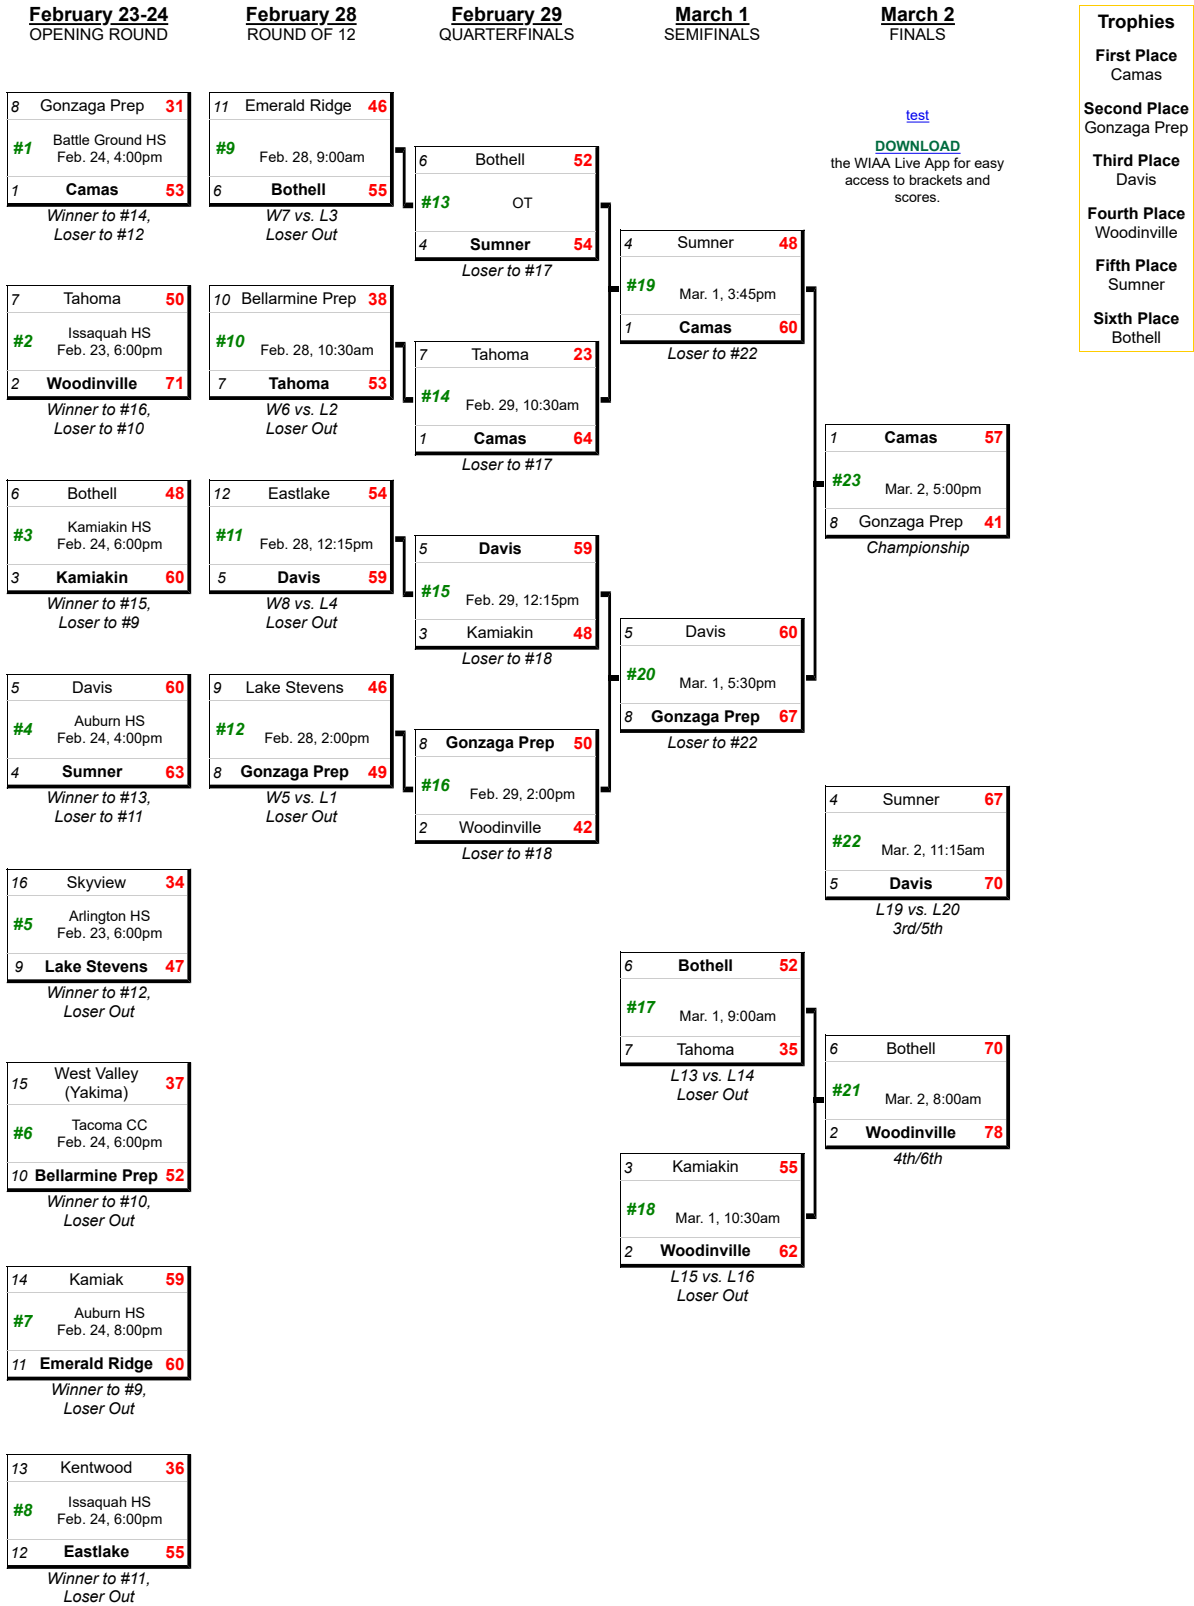 February 23-24
OPENING ROUND
8 Gonzaga Prep 31
#1 Battle Ground HS
Feb. 24, 4:00pm
1 Camas 53
Winner to #14,
Loser to #12
7 Tahoma 50
#2 Issaquah HS
Feb. 23, 6:00pm
2 Woodinville 71
Winner to #16,
Loser to #10
6 Bothell 48
#3 Kamiakin HS
Feb. 24, 6:00pm
3 Kamiakin 60
Winner to #15,
Loser to #9
5 Davis 60
#4 Auburn HS
Feb. 24, 4:00pm
4 Sumner 63
Winner to #13,
Loser to #11
16 Skyview 34
#5 Arlington HS
Feb. 23, 6:00pm
9 Lake Stevens 47
Winner to #12,
Loser Out
15 West Valley
(Yakima) 37
#6 Tacoma CC
Feb. 24, 6:00pm
10 Bellarmine Prep 52
Winner to #10,
Loser Out
14 Kamiak 59
#7 Auburn HS
Feb. 24, 8:00pm
11 Emerald Ridge 60
Winner to #9,
Loser Out
13 Kentwood 36
#8 Issaquah HS
Feb. 24, 6:00pm
12 Eastlake 55
Winner to #11,
Loser Out
February 28
ROUND OF 12
11 Emerald Ridge 46
#9 Feb. 28, 9:00am
6 Bothell 55
W7 vs. L3
Loser Out
10 Bellarmine Prep 38
#10 Feb. 28, 10:30am
7 Tahoma 53
W6 vs. L2
Loser Out
12 Eastlake 54
#11 Feb. 28, 12:15pm
5 Davis 59
W8 vs. L4
Loser Out
9 Lake Stevens 46
#12 Feb. 28, 2:00pm
8 Gonzaga Prep 49
W5 vs. L1
Loser Out
February 29
QUARTERFINALS
6 Bothell 52
#13 OT
4 Sumner 54
Loser to #17
7 Tahoma 23
#14 Feb. 29, 10:30am
1 Camas 64
Loser to #17
5 Davis 59
#15 Feb. 29, 12:15pm
3 Kamiakin 48
Loser to #18
8 Gonzaga Prep 50
#16 Feb. 29, 2:00pm
2 Woodinville 42
Loser to #18
March 1
SEMIFINALS
4 Sumner 48
#19 Mar. 1, 3:45pm
1 Camas 60
Loser to #22
5 Davis 60
#20 Mar. 1, 5:30pm
8 Gonzaga Prep 67
Loser to #22
6 Bothell 52
#17 Mar. 1, 9:00am
7 Tahoma 35
L13 vs. L14
Loser Out
3 Kamiakin 55
#18 Mar. 1, 10:30am
2 Woodinville 62
L15 vs. L16
Loser Out
March 2
FINALS
test
DOWNLOAD
the WIAA Live App for easy
access to brackets and
scores.
1 Camas 57
#23 Mar. 2, 5:00pm
8 Gonzaga Prep 41
Championship
4 Sumner 67
#22 Mar. 2, 11:15am
5 Davis 70
L19 vs. L20
3rd/5th
6 Bothell 70
#21 Mar. 2, 8:00am
2 Woodinville 78
4th/6th
Trophies
First Place
Camas
Second Place
Gonzaga Prep
Third Place
Davis
Fourth Place
Woodinville
Fifth Place
Sumner
Sixth Place
Bothell